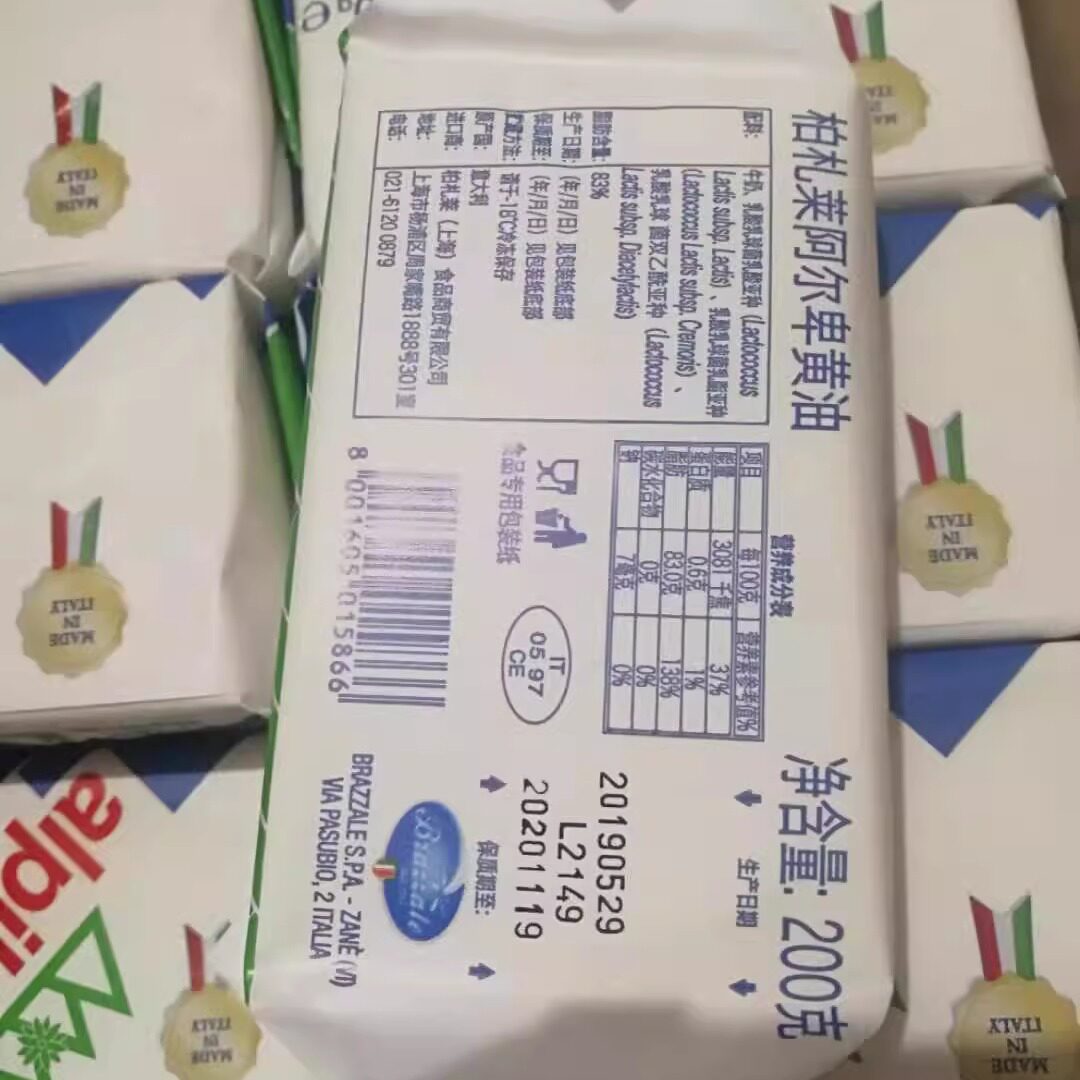 柏札莱阿尔卑黄油
净含量: 200克
配料: 牛奶, 乳酸乳球菌乳酸亚种 (Lactococcus
Lactis subsp. Lactis)、乳酸乳球菌乳脂亚种
(Lactococcus Lactis subsp. Cremoris)、
乳酸乳球菌双乙酰亚种 (Lactococcus
Lactis subsp. Diacetylactis)
脂肪含量: 83%
生产日期: (年/月/日) 见包装纸底部
保质期至: (年/月/日) 见包装纸底部
贮藏方法: 请于-18℃冷冻保存
原产国: 意大利
进口商: 柏札莱 (上海) 食品商贸有限公司
地址: 上海市杨浦区周家嘴路1888号301室
电话: 021-6120 0879
营养成分表
项目 每100克 营养素参考值%
能量 3081 千焦 37%
蛋白质 0.6克 1%
脂肪 83.0克 138%
碳水化合物 0克 0%
钠 7毫克 0%
食品专用包装纸
IT
05 97
CE
8 001605 015866
生产日期
20190529
L2149
20201119
保质期至:
Brazzale
BRAZZALE S.P.A. - ZANÈ (VI)
VIA PASUBIO, 2 ITALIA
MADE
IN
ITALY
MADE
IN
ITALY
MADE
IN
ITALY
MADE
IN
ITALY
MADE
IN
ITALY
alpi